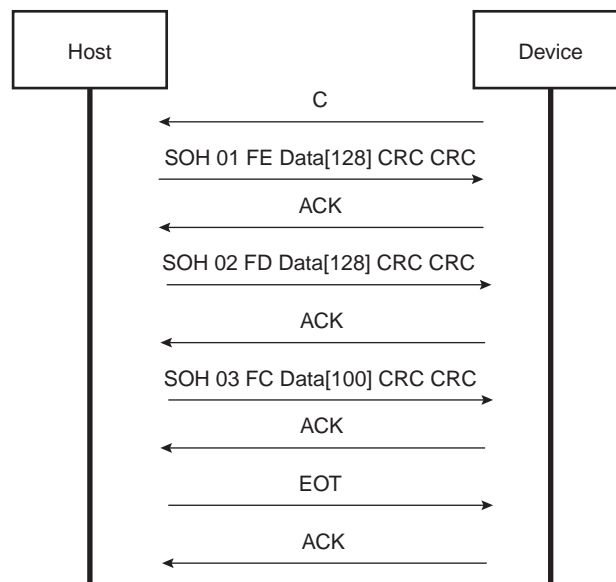 Host
Device
C
SOH 01 FE Data[128] CRC CRC
ACK
SOH 02 FD Data[128] CRC CRC
ACK
SOH 03 FC Data[100] CRC CRC
ACK
EOT
ACK